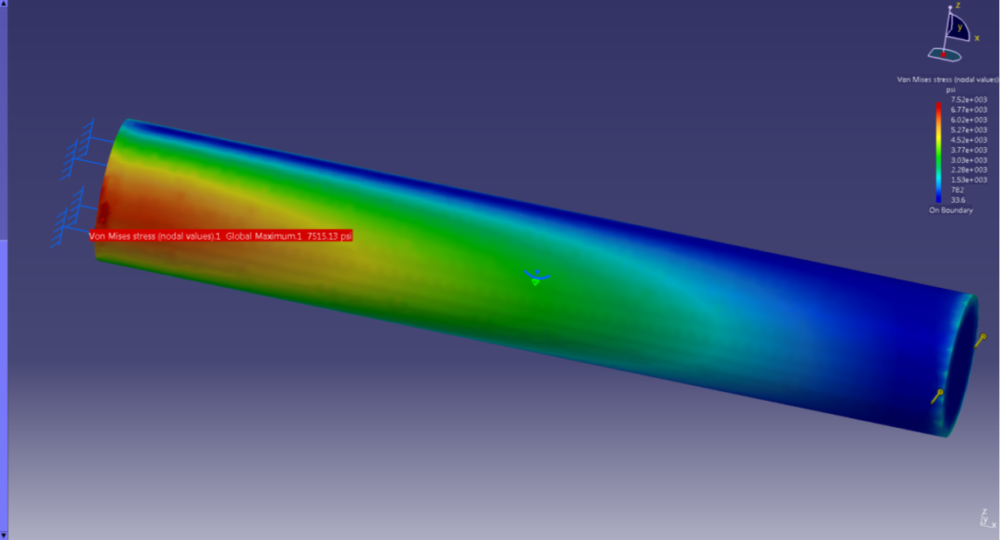 z
y
x
Von Mises stress (nodal values)
psi
7.52e+003
6.77e+003
6.02e+003
5.27e+003
4.52e+003
3.77e+003
3.03e+003
2.28e+003
1.53e+003
782
33.6
On Boundary
Von Mises stress (nodal values).1 Global Maximum.1 7515.13 psi
z
y
x